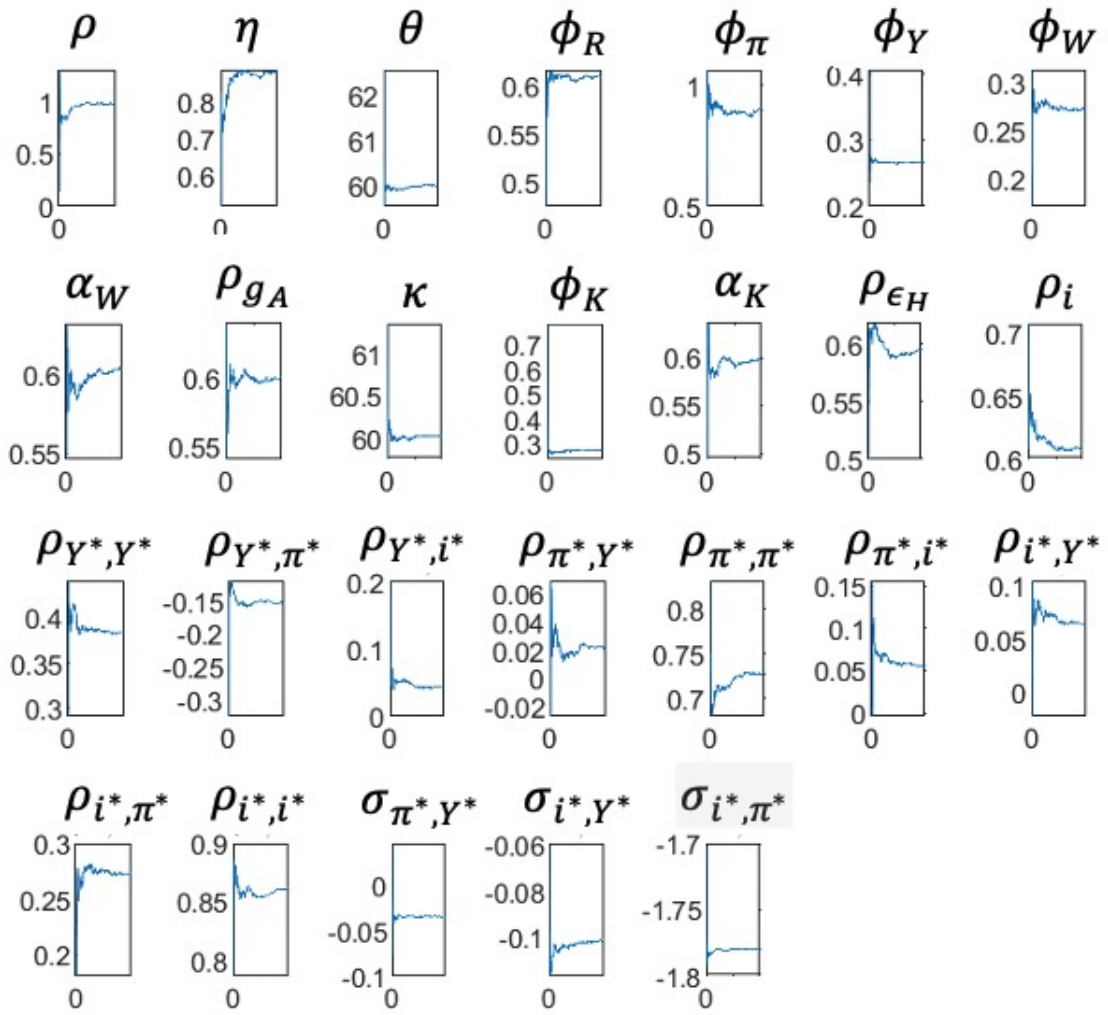 ρ η θ ϕ_R ϕ_π ϕ_Y ϕ_W
1 0.5 0
0.8 0.7 0.6
62 61 60
0.6 0.55 0.5
1 0.5
0.4 0.3 0.2
0.3 0.25 0.2
0 0 0 0 0 0 0
α_W ρ_{g_A} κ ϕ_K α_K ρ_{ϵ_H} ρ_i
0.6 0.55
0.6 0.55
61 60.5 60
0.7 0.6 0.5 0.4 0.3
0.6 0.55 0.5
0.6 0.55 0.5
0.7 0.65 0.6
0 0 0 0 0 0 0
ρ_{Y*,Y*} ρ_{Y*,π*} ρ_{Y*,i*} ρ_{π*,Y*} ρ_{π*,π*} ρ_{π*,i*} ρ_{i*,Y*}
0.4 0.35 0.3
-0.15 -0.2 -0.25 -0.3
0.2 0.1 0
0.06 0.04 0.02 0 -0.02
0.8 0.75 0.7
0.15 0.1 0.05 0
0.1 0.05 0
0 0 0 0 0 0 0
ρ_{i*,π*} ρ_{i*,i*} σ_{π*,Y*} σ_{i*,Y*} σ_{i*,π*}
0.3 0.25 0.2
0.9 0.85 0.8
0 -0.05 -0.1
-0.06 -0.08 -0.1
-1.7 -1.75 -1.8
0 0 0 0 0